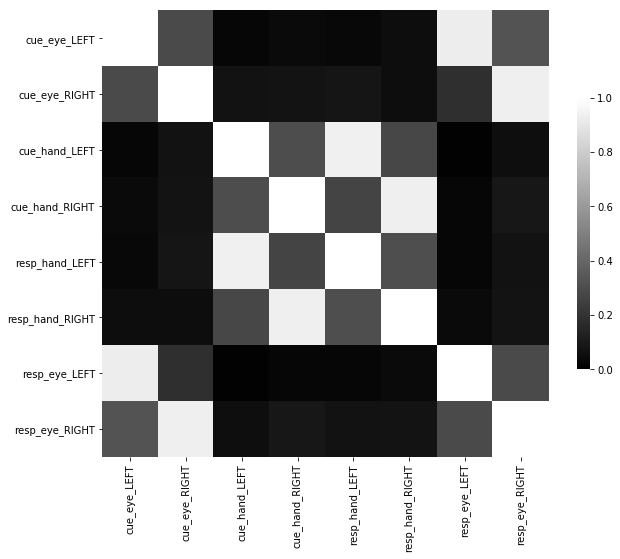 cue_eye_LEFT
cue_eye_RIGHT
cue_hand_LEFT
cue_hand_RIGHT
resp_hand_LEFT
resp_hand_RIGHT
resp_eye_LEFT
resp_eye_RIGHT
1.0
0.8
0.6
0.4
0.2
0.0
cue_eye_LEFT
cue_eye_RIGHT
cue_hand_LEFT
cue_hand_RIGHT
resp_hand_LEFT
resp_hand_RIGHT
resp_eye_LEFT
resp_eye_RIGHT